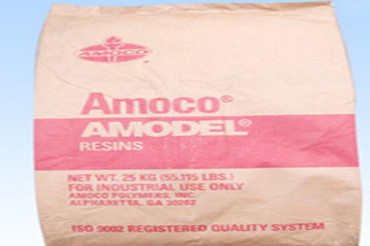 AMOCO
Amoco®
AMODEL®
RESINS
NET WT. 25 KG (55.115 LBS.)
FOR INDUSTRIAL USE ONLY
AMOCO POLYMERS, INC.
ALPHARETTA, GA 30202
ISO 9002 REGISTERED QUALITY SYSTEM